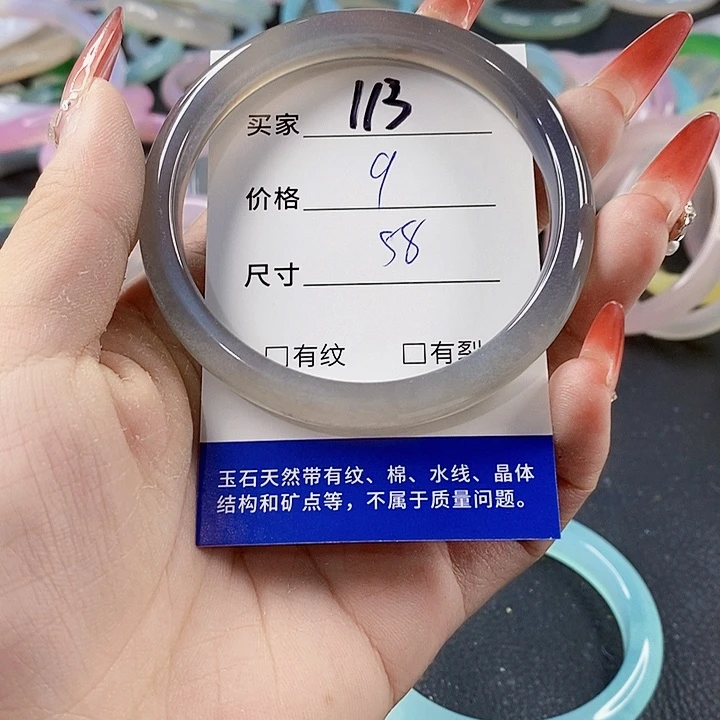 买家 113
价格 9
尺寸 58
□有纹 □有裂
玉石天然带有纹、棉、水线、晶体
结构和矿点等，不属于质量问题。